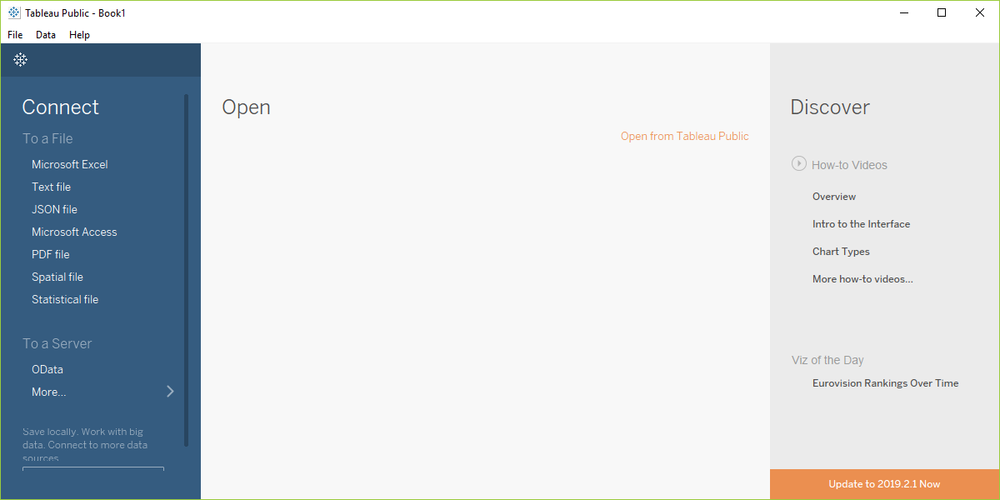 Tableau Public - Book1
File Data Help
Connect
To a File
Microsoft Excel
Text file
JSON file
Microsoft Access
PDF file
Spatial file
Statistical file
To a Server
OData
More...
Save locally. Work with big
data. Connect to more data
sources
Open
Open from Tableau Public
Discover
How-to Videos
Overview
Intro to the Interface
Chart Types
More how-to videos...
Viz of the Day
Eurovision Rankings Over Time
Update to 2019.2.1 Now